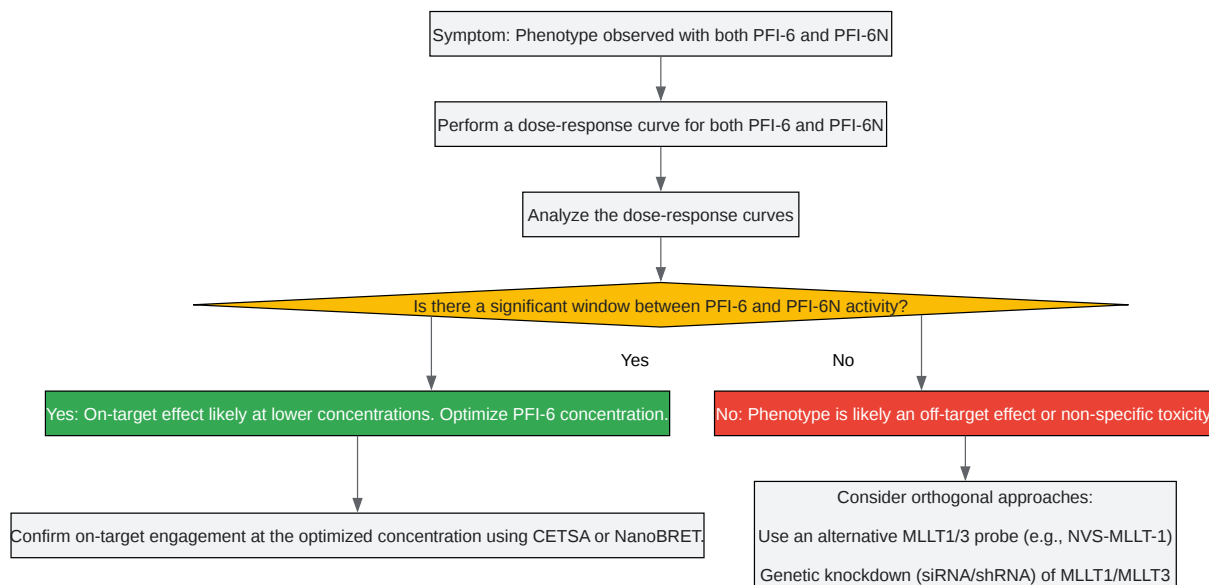 Symptom: Phenotype observed with both PFI-6 and PFI-6N
Perform a dose-response curve for both PFI-6 and PFI-6N
Analyze the dose-response curves
Is there a significant window between PFI-6 and PFI-6N activity?
Yes
No
Yes: On-target effect likely at lower concentrations. Optimize PFI-6 concentration.
No: Phenotype is likely an off-target effect or non-specific toxicity
Confirm on-target engagement at the optimized concentration using CETSA or NanoBRET.
Consider orthogonal approaches:
Use an alternative MLLT1/3 probe (e.g., NVS-MLLT-1)
Genetic knockdown (siRNA/shRNA) of MLLT1/MLLT3